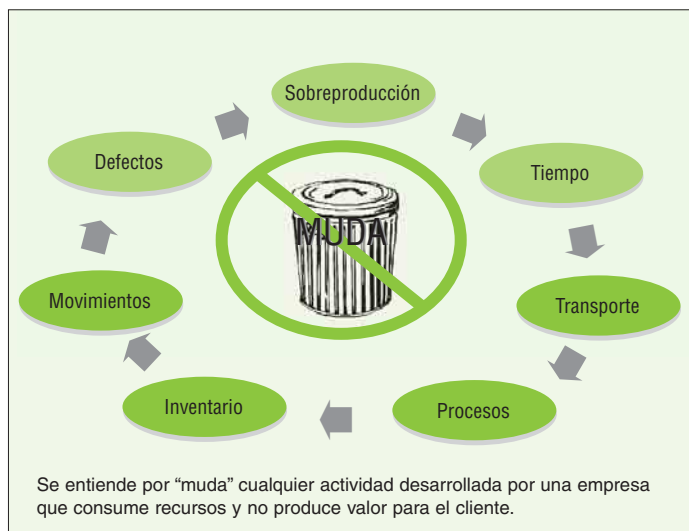 Sobreproducción
Defectos
Tiempo
MUDA
Movimientos
Transporte
Inventario
Procesos
Se entiende por “muda” cualquier actividad desarrollada por una empresa
que consume recursos y no produce valor para el cliente.